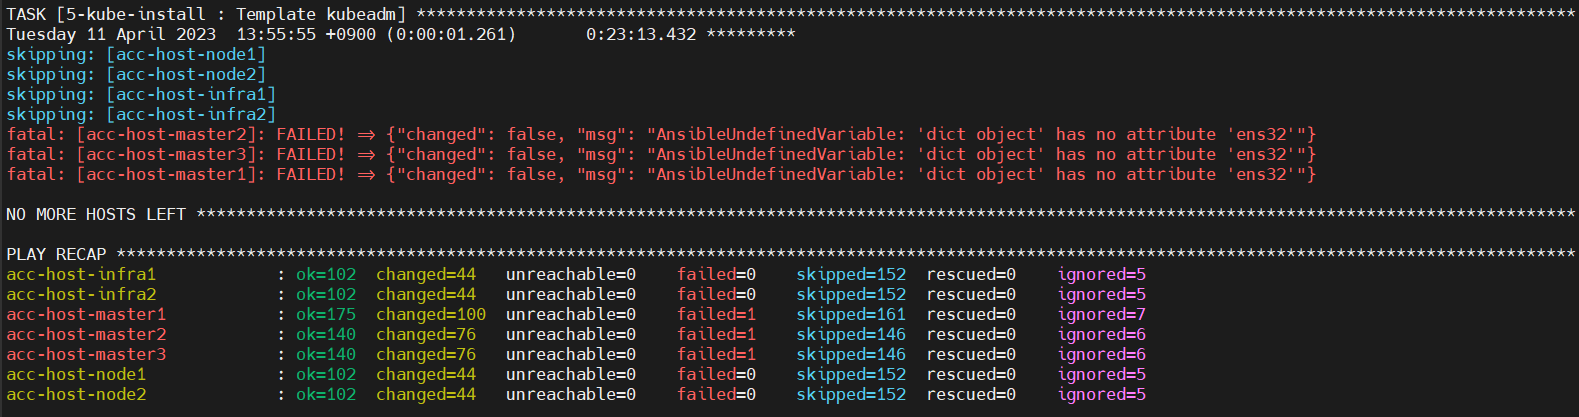 TASK [5-kube-install : Template kubeadm] ********************************************************************************************************************
Tuesday 11 April 2023  13:55:55 +0900 (0:00:01.261)       0:23:13.432 *********
skipping: [acc-host-node1]
skipping: [acc-host-node2]
skipping: [acc-host-infra1]
skipping: [acc-host-infra2]
fatal: [acc-host-master2]: FAILED! => {"changed": false, "msg": "AnsibleUndefinedVariable: 'dict object' has no attribute 'ens32'"}
fatal: [acc-host-master3]: FAILED! => {"changed": false, "msg": "AnsibleUndefinedVariable: 'dict object' has no attribute 'ens32'"}
fatal: [acc-host-master1]: FAILED! => {"changed": false, "msg": "AnsibleUndefinedVariable: 'dict object' has no attribute 'ens32'"}
NO MORE HOSTS LEFT ******************************************************************************************************************************************
PLAY RECAP **************************************************************************************************************************************************
acc-host-infra1            : ok=102  changed=44   unreachable=0    failed=0    skipped=152  rescued=0    ignored=5
acc-host-infra2            : ok=102  changed=44   unreachable=0    failed=0    skipped=152  rescued=0    ignored=5
acc-host-master1           : ok=175  changed=100  unreachable=0    failed=1    skipped=161  rescued=0    ignored=7
acc-host-master2           : ok=140  changed=76   unreachable=0    failed=1    skipped=146  rescued=0    ignored=6
acc-host-master3           : ok=140  changed=76   unreachable=0    failed=1    skipped=146  rescued=0    ignored=6
acc-host-node1             : ok=102  changed=44   unreachable=0    failed=0    skipped=152  rescued=0    ignored=5
acc-host-node2             : ok=102  changed=44   unreachable=0    failed=0    skipped=152  rescued=0    ignored=5